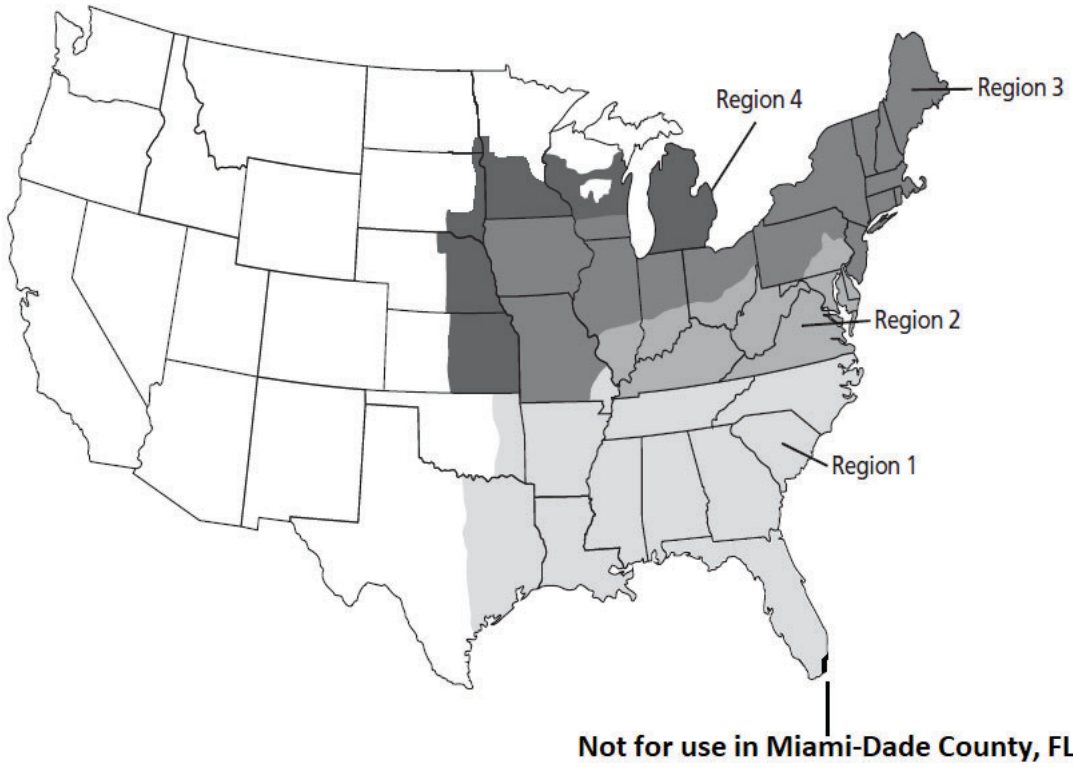 Region 3
Region 4
Region 2
Region 1
Not for use in Miami-Dade County, FL